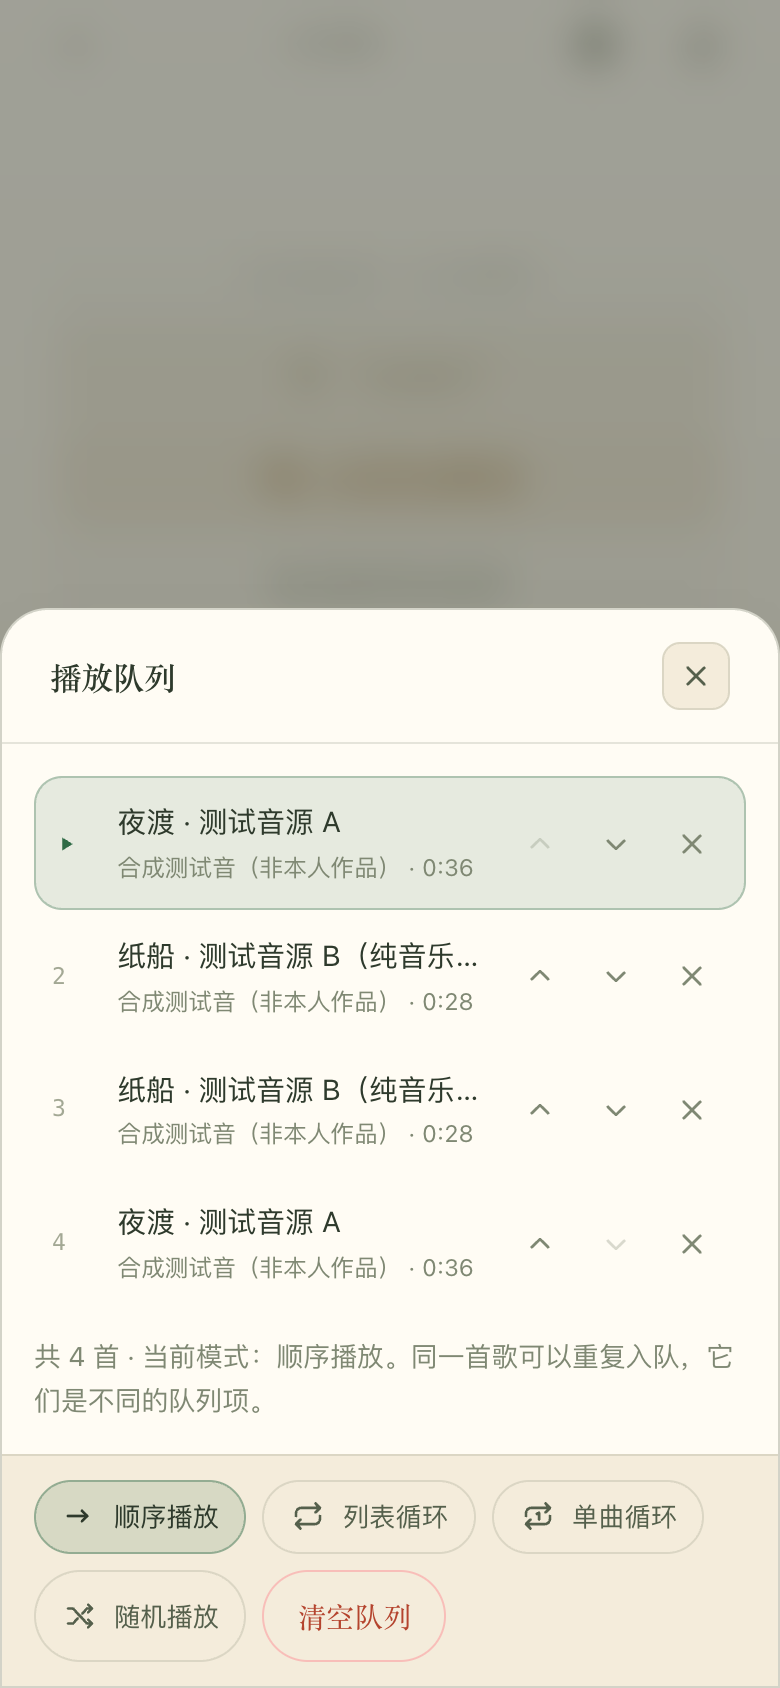 播放队列
夜渡 · 测试音源 A
合成测试音（非本人作品） · 0:36
2
纸船 · 测试音源 B（纯音乐...
合成测试音（非本人作品） · 0:28
3
纸船 · 测试音源 B（纯音乐...
合成测试音（非本人作品） · 0:28
4
夜渡 · 测试音源 A
合成测试音（非本人作品） · 0:36
共 4 首 · 当前模式：顺序播放。同一首歌可以重复入队，它
们是不同的队列项。
顺序播放 列表循环 单曲循环
随机播放 清空队列